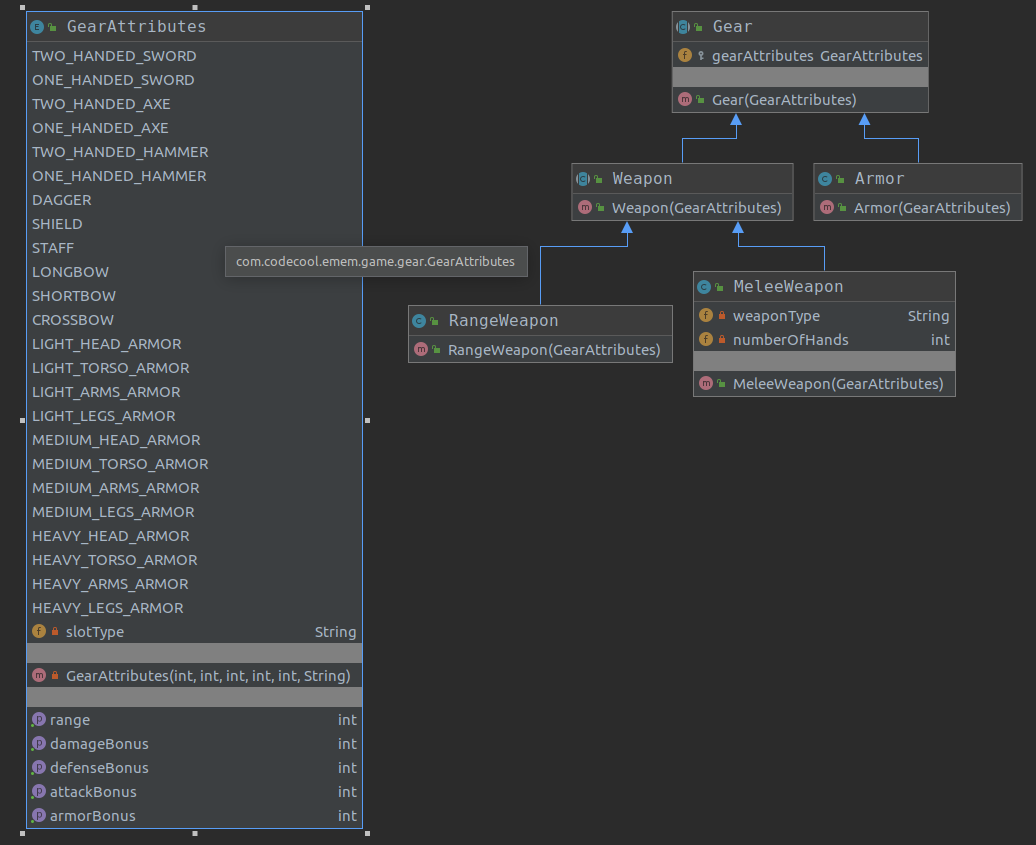 GearAttributes
TWO_HANDED_SWORD
ONE_HANDED_SWORD
TWO_HANDED_AXE
ONE_HANDED_AXE
TWO_HANDED_HAMMER
ONE_HANDED_HAMMER
DAGGER
SHIELD
STAFF
LONGBOW
SHORTBOW
CROSSBOW
LIGHT_HEAD_ARMOR
LIGHT_TORSO_ARMOR
LIGHT_ARMS_ARMOR
LIGHT_LEGS_ARMOR
MEDIUM_HEAD_ARMOR
MEDIUM_TORSO_ARMOR
MEDIUM_ARMS_ARMOR
MEDIUM_LEGS_ARMOR
HEAVY_HEAD_ARMOR
HEAVY_TORSO_ARMOR
HEAVY_ARMS_ARMOR
HEAVY_LEGS_ARMOR
slotType String
GearAttributes(int, int, int, int, int, String)
range int
damageBonus int
defenseBonus int
attackBonus int
armorBonus int
com.codecool.emem.game.gear.GearAttributes
Gear
gearAttributes GearAttributes
Gear(GearAttributes)
Weapon
Weapon(GearAttributes)
Armor
Armor(GearAttributes)
RangeWeapon
RangeWeapon(GearAttributes)
MeleeWeapon
weaponType String
numberOfHands int
MeleeWeapon(GearAttributes)